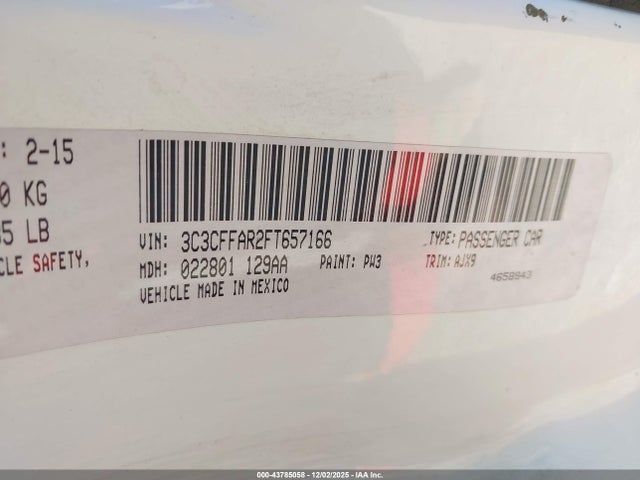 : 2-15
0 KG
5 LB
CLE SAFETY,
VIN: 3C3CFFAR2FT657166
TYPE: PASSENGER CAR
MDH: 022801 129AA PAINT: PW3 TRIM: AJX9
VEHICLE MADE IN MEXICO
4658943
000-43785058 - 12/02/2025 - IAA Inc.